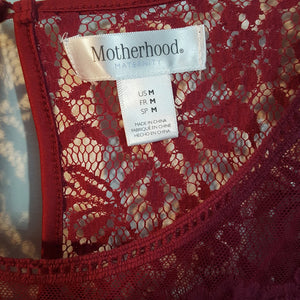 Motherhood®
MATERNITY
US M
FR M
SP M
MADE IN CHINA
FABRIQUÉ EN CHINE
HECHO EN CHINA